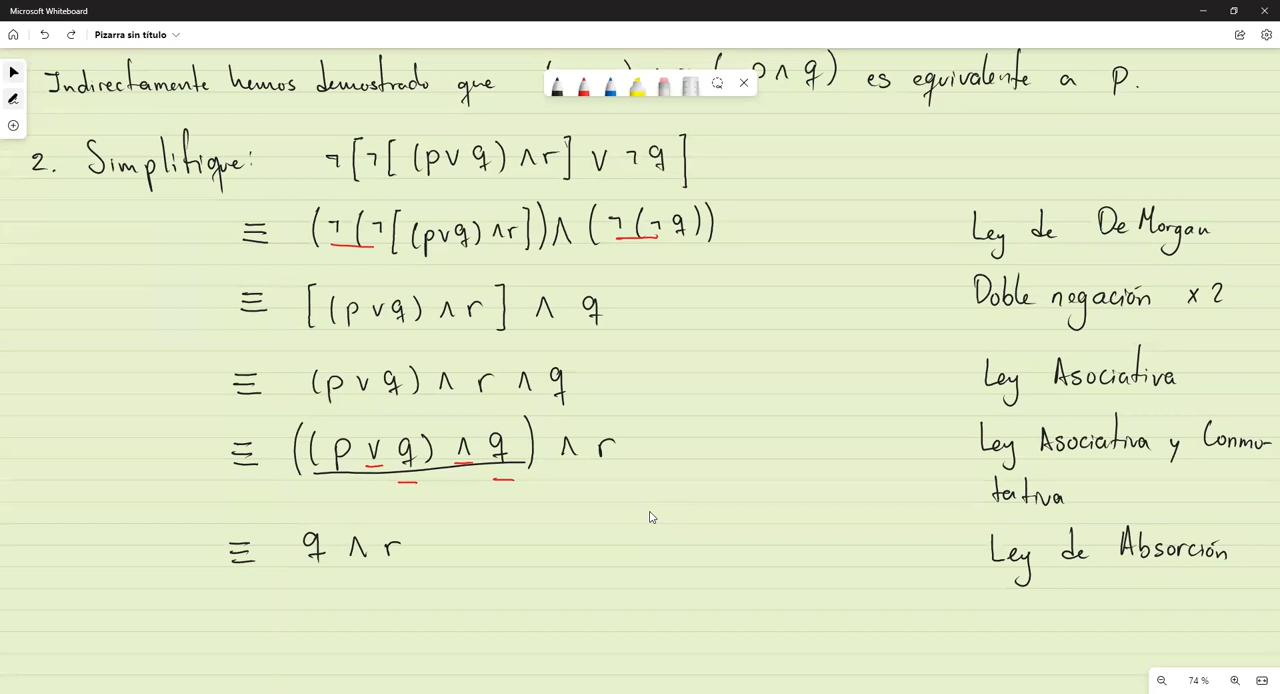 Microsoft Whiteboard
Pizarra sin título
Indirectamente hemos demostrado que ( ∧ q) es equivalente a p.
2. Simplifique: ¬[¬[(p∨q)∧r]∨¬q]
≡ (¬(¬[(p∨q)∧r])∧(¬(¬q)) Ley de De Morgan
≡ [(p∨q)∧r] ∧ q Doble negación x 2
≡ (p∨q) ∧ r ∧ q Ley Asociativa
≡ ((p∨q) ∧ q) ∧ r Ley Asociativa y Conmu-
tativa
≡ q ∧ r Ley de Absorción
74 %